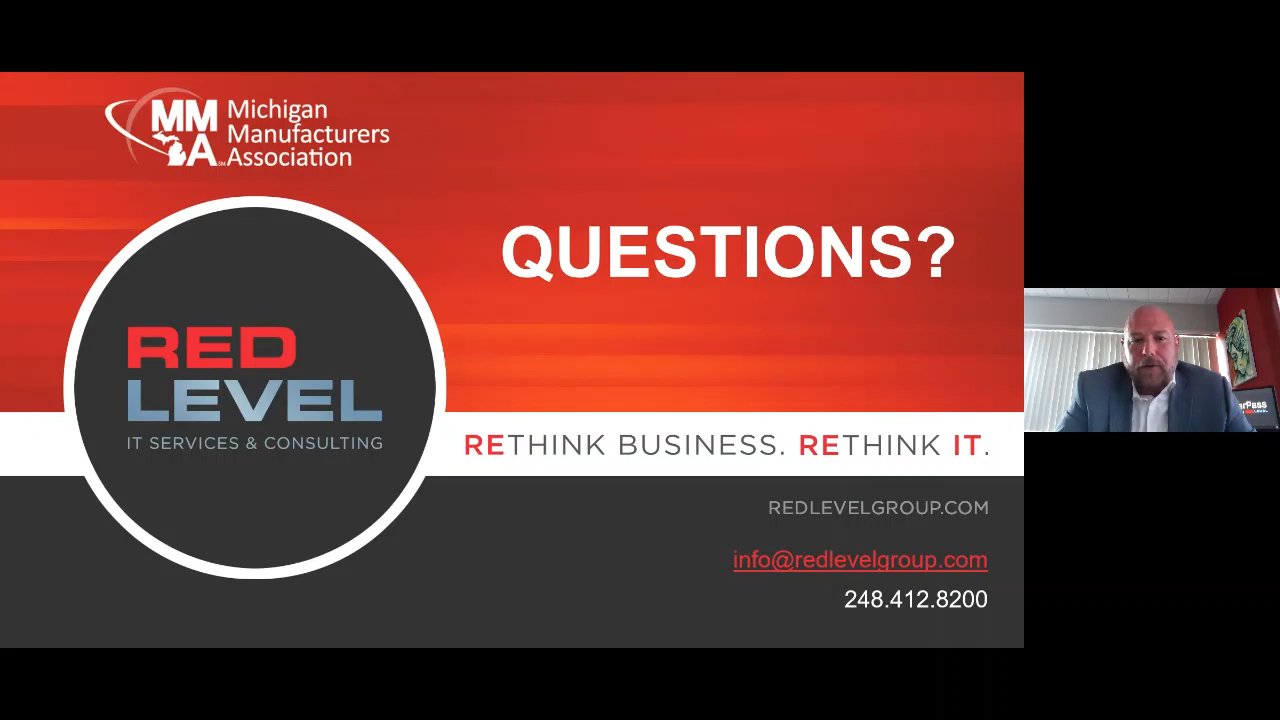 MM
A
Michigan
Manufacturers
Association
QUESTIONS?
RED
LEVEL
IT SERVICES & CONSULTING
RETHINK BUSINESS. RETHINK IT.
REDLEVELGROUP.COM
info@redlevelgroup.com
248.412.8200